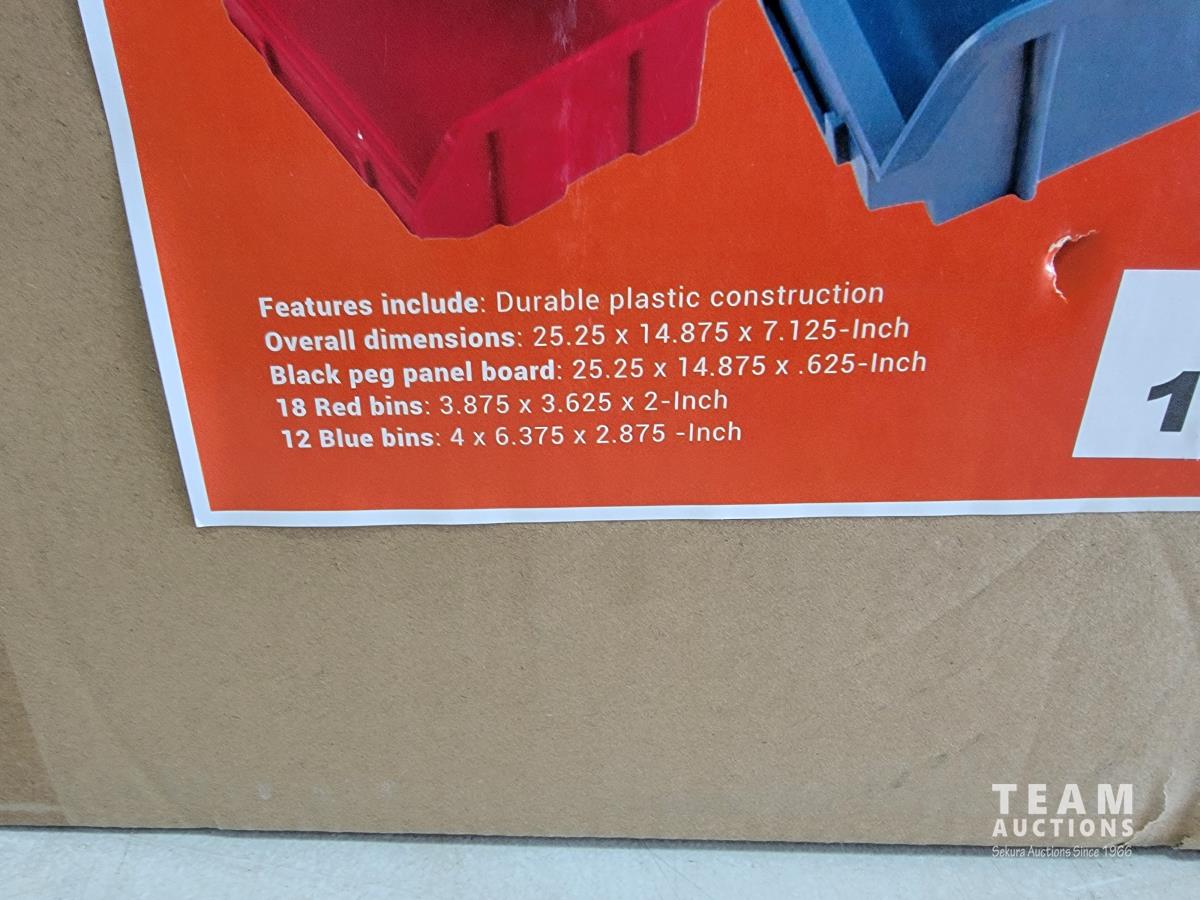 Features include: Durable plastic construction
Overall dimensions: 25.25 x 14.875 x 7.125-Inch
Black peg panel board: 25.25 x 14.875 x .625-Inch
18 Red bins: 3.875 x 3.625 x 2-Inch
12 Blue bins: 4 x 6.375 x 2.875 -Inch
1
TEAM
AUCTIONS
Sekura Auctions Since 1966